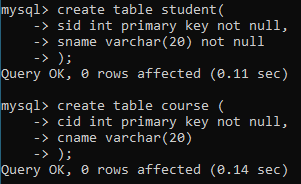 mysql> create table student(
    -> sid int primary key not null,
    -> sname varchar(20) not null
    -> );
Query OK, 0 rows affected (0.11 sec)

mysql> create table course (
    -> cid int primary key not null,
    -> cname varchar(20)
    -> );
Query OK, 0 rows affected (0.14 sec)